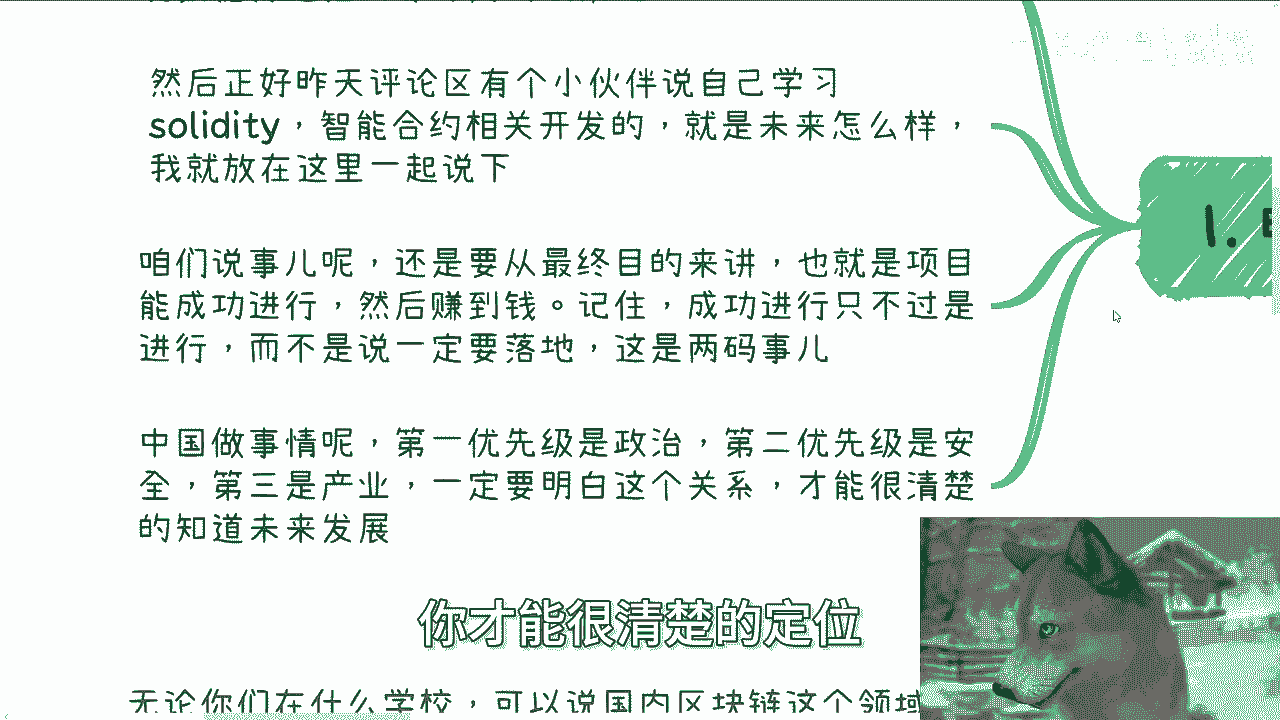 然后正好昨天评论区有个小伙伴说自己学习
solidity，智能合约相关开发的，就是未来怎么样，
我就放在这里一起说下
咱们说事儿呢，还是要从最终目的来讲，也就是项目
能成功进行，然后赚到钱。记住，成功进行只不过是
进行，而不是说一定要落地，这是两码事儿
中国做事情呢，第一优先级是政治，第二优先级是安
全，第三是产业，一定要明白这个关系，才能很清楚
的知道未来发展
1.
你才能很清楚的定位
无论你们在什么学校，可以说国内区块链这个领域